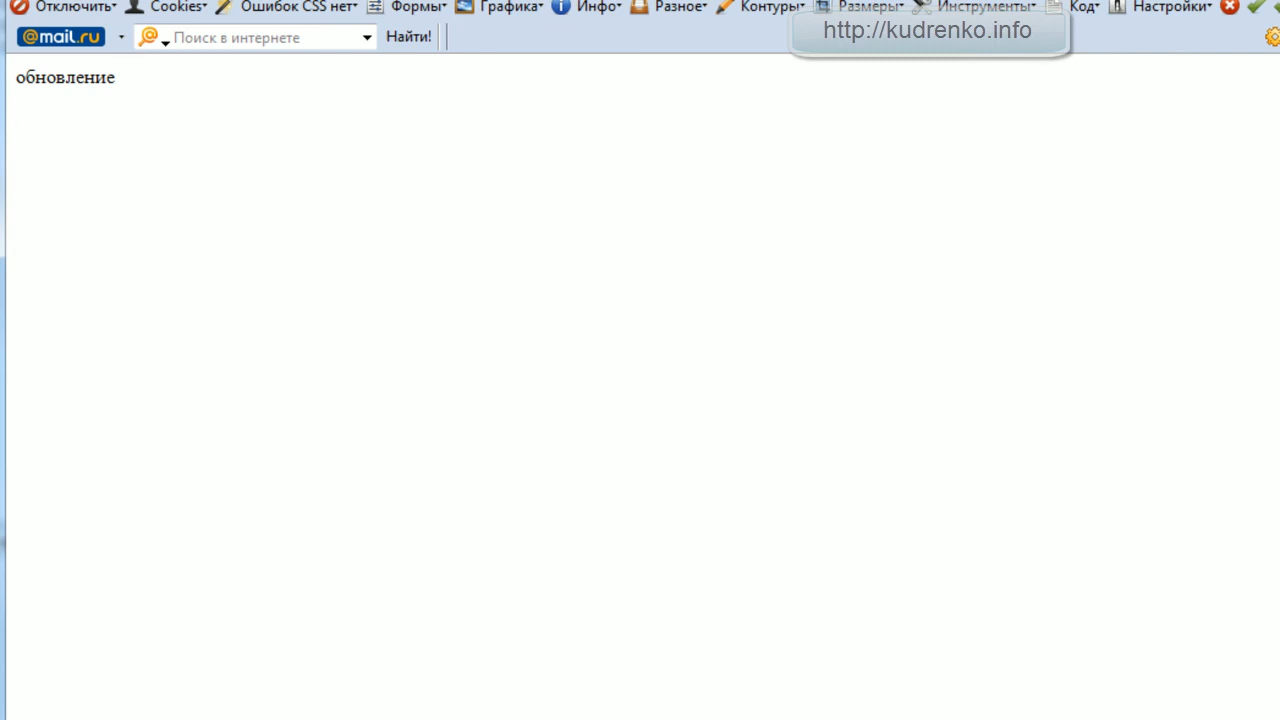 Отключить Cookies Ошибок CSS нет Формы Графика Инфо Разное Контуры Размеры Инструменты Код Настройки
@mail.ru Поиск в интернете Найти! http://kudrenko.info
обновление